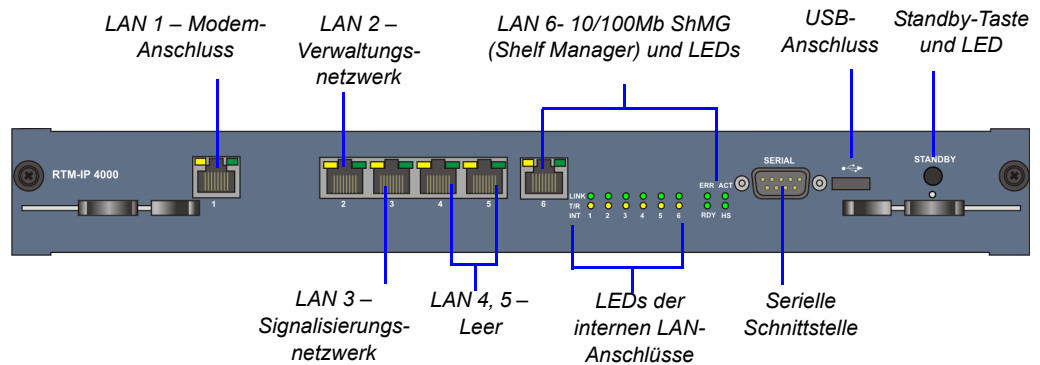 LAN 1 – Modem-
Anschluss
LAN 2 –
Verwaltungs-
netzwerk
LAN 6- 10/100Mb ShMG
(Shelf Manager) und LEDs
USB-
Anschluss
Standby-Taste
und LED
RTM-IP 4000
SERIAL
STANDBY
ERR ACT
LINK
T/R
INT 1 2 3 4 5 6
RDY HS
1
2 3 4 5
6
LAN 3 –
Signalisierungs-
netzwerk
LAN 4, 5 –
Leer
LEDs der
internen LAN-
Anschlüsse
Serielle
Schnittstelle